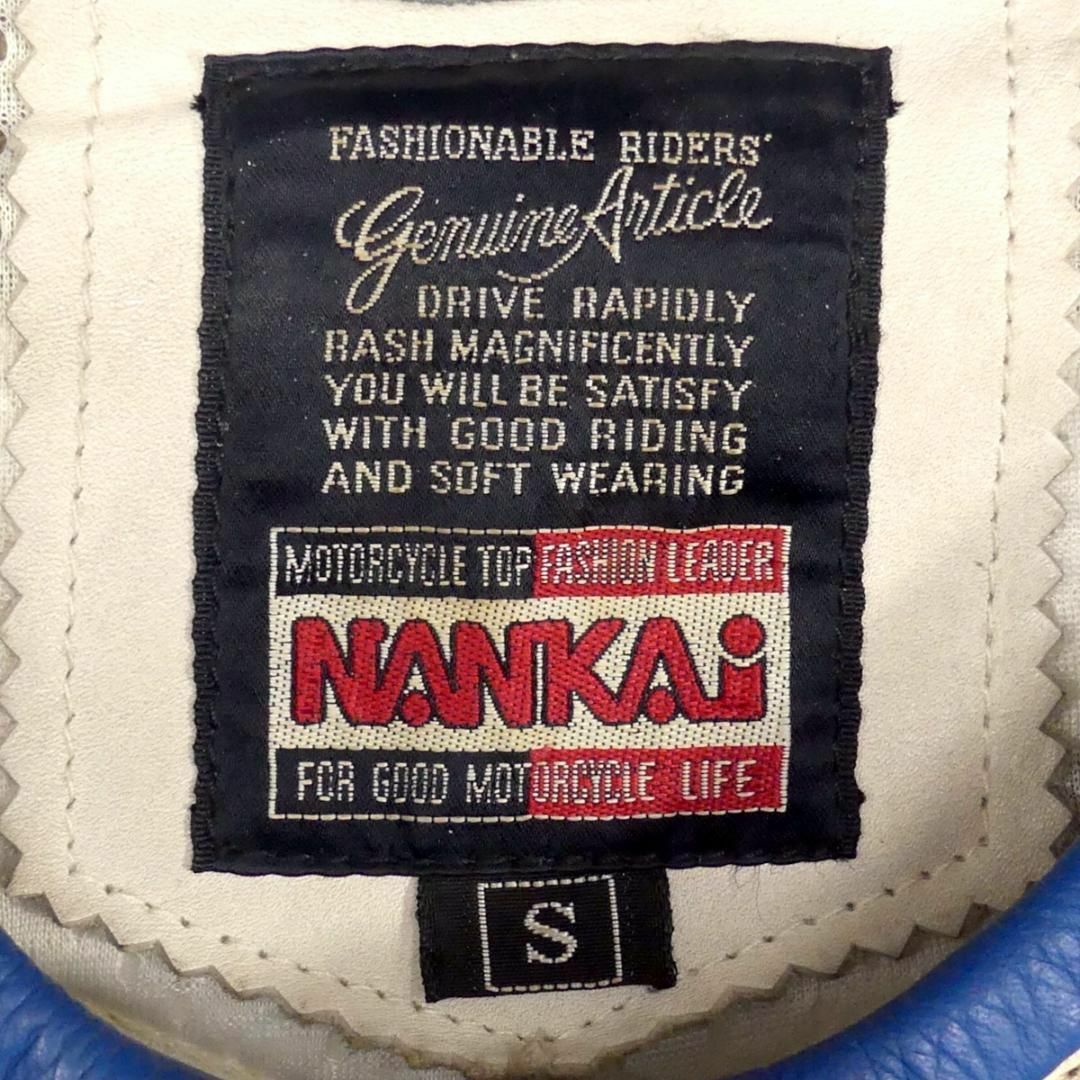 FASHIONABLE RIDERS'
Genuine Article
DRIVE RAPIDLY
RASH MAGNIFICENTLY
YOU WILL BE SATISFY
WITH GOOD RIDING
AND SOFT WEARING
MOTORCYCLE TOP FASHION LEADER
NANKAi
FOR GOOD MOTORCYCLE LIFE
S